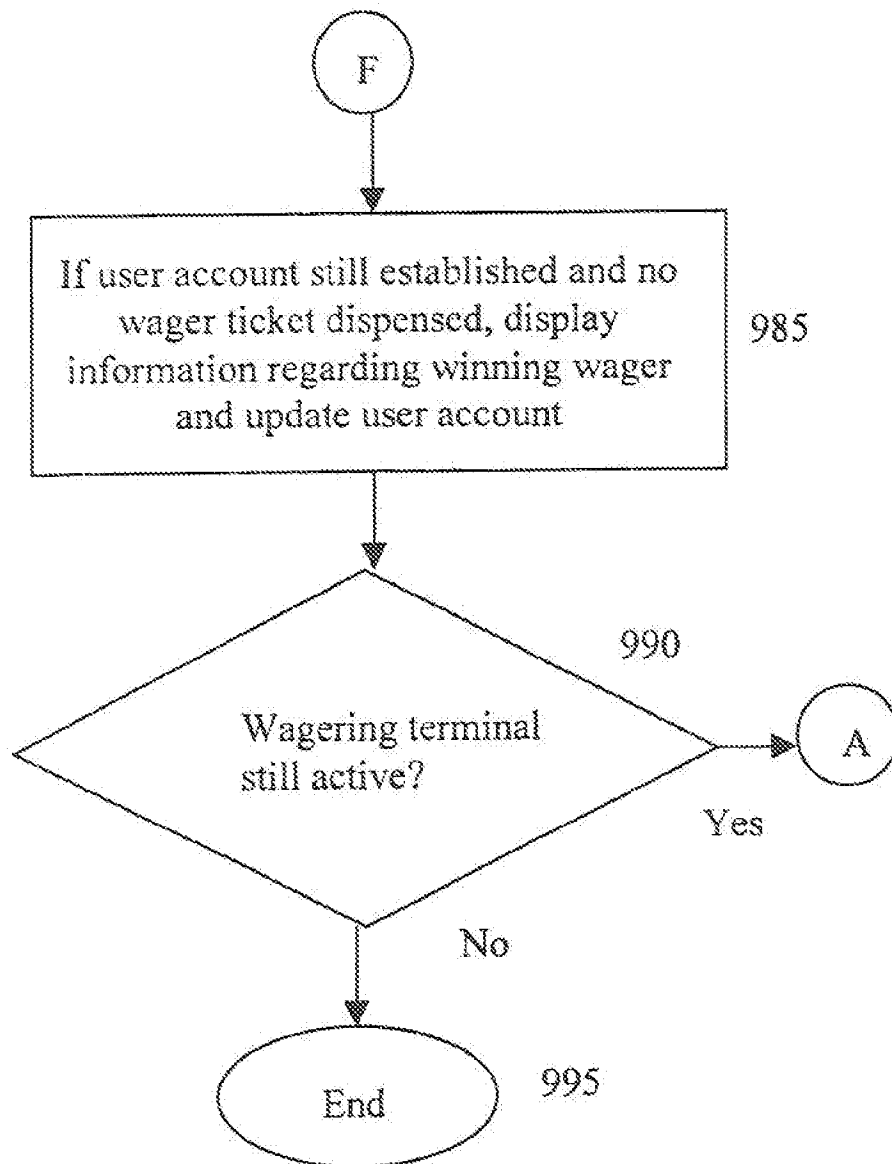 F
If user account still established and no
wager ticket dispensed, display
information regarding winning wager
and update user account
985
990
Wagering terminal
still active?
A
Yes
No
End
995